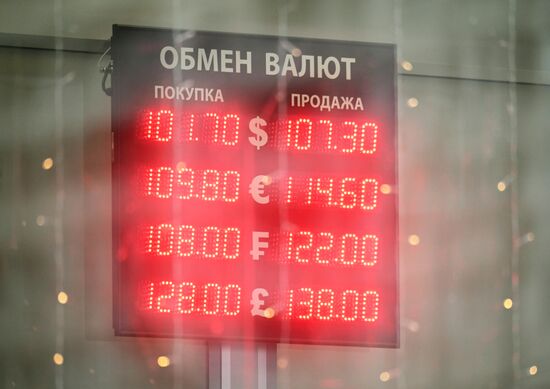 ОБМЕН ВАЛЮТ
ПОКУПКА ПРОДАЖА
101.70 $ 107.30
109.80 € 114.60
108.00 ₣ 122.00
128.00 £ 138.00